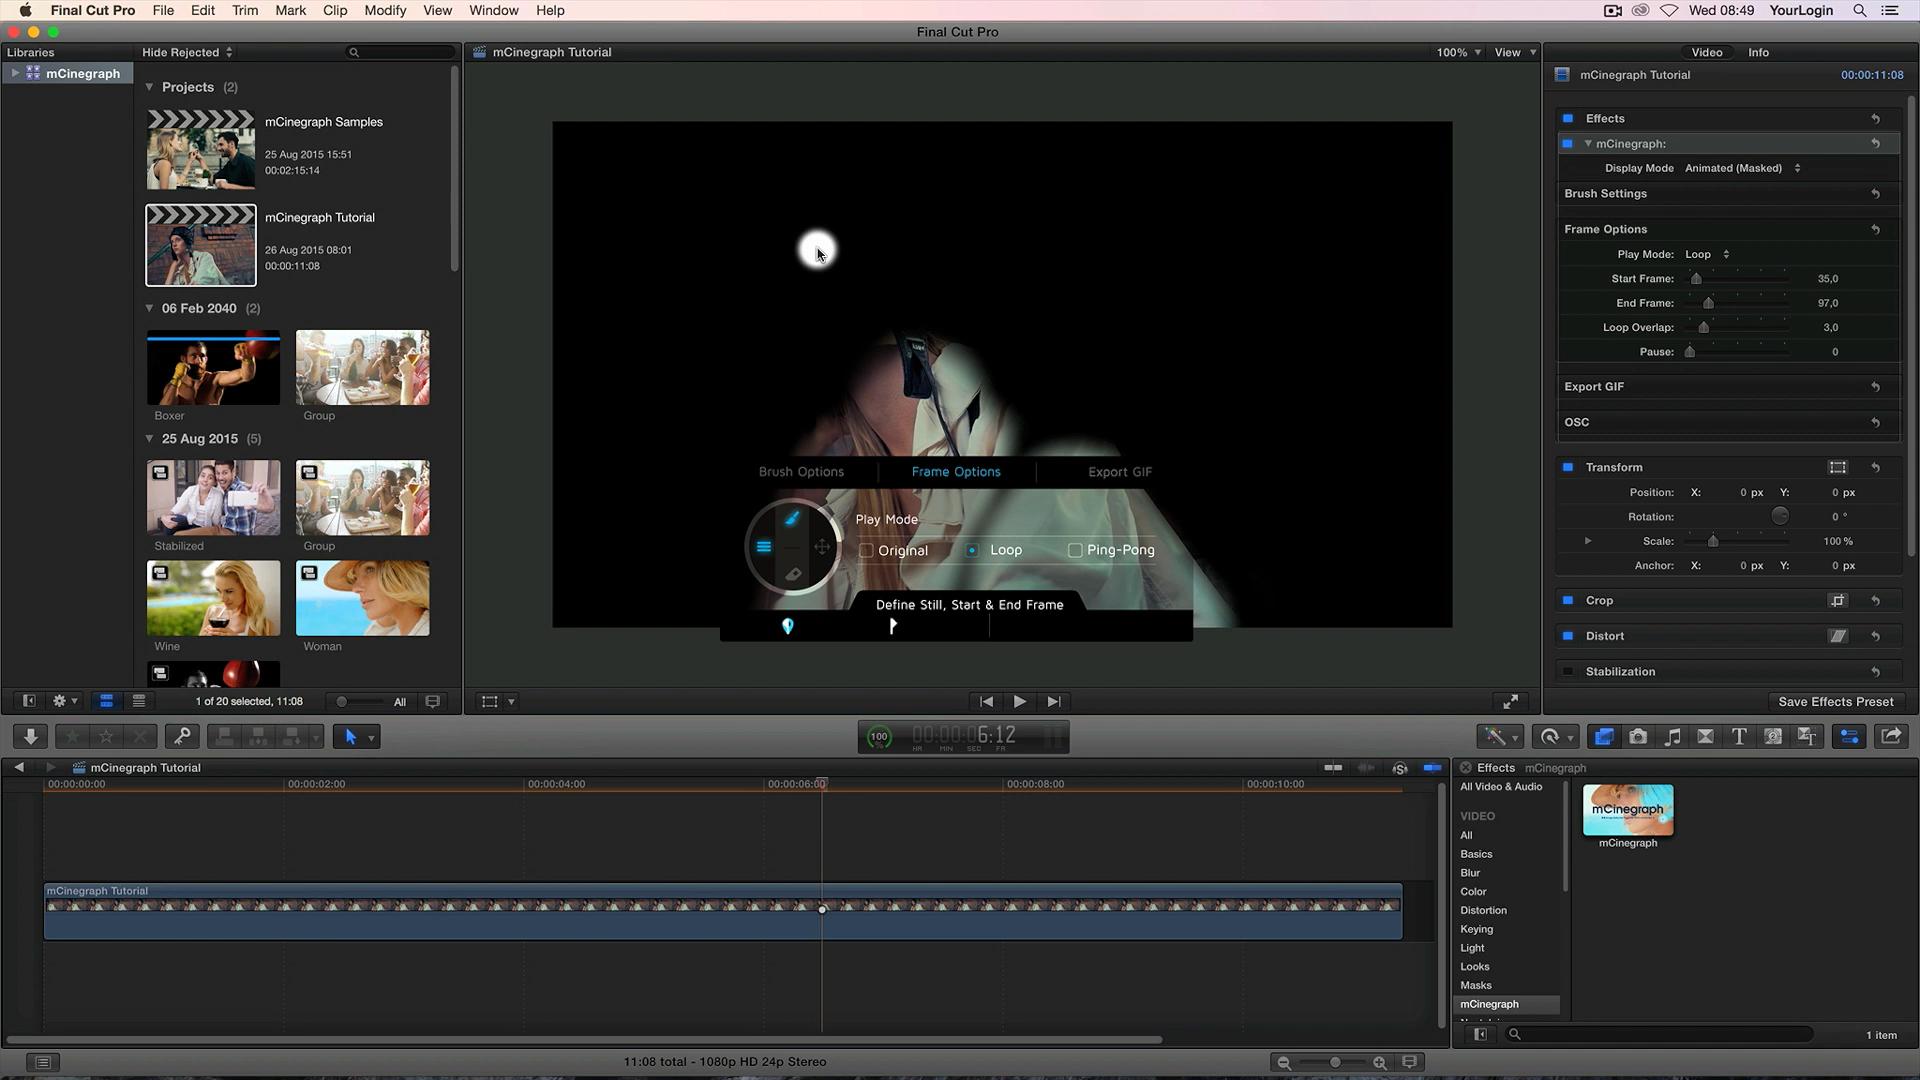 Final Cut Pro File Edit Trim Mark Clip Modify View Window Help
Wed 08:49 YourLogin
Final Cut Pro
Libraries
mCinegraph
Hide Rejected
Projects (2)
mCinegraph Samples
25 Aug 2015 15:51
00:02:15:14
mCinegraph Tutorial
26 Aug 2015 08:01
00:00:11:08
06 Feb 2040 (2)
Boxer Group
25 Aug 2015 (5)
Stabilized Group
Wine Woman
1 of 20 selected, 11:08 All
mCinegraph Tutorial 100% View
Brush Options Frame Options Export GIF
Play Mode
Original Loop Ping-Pong
Define Still, Start & End Frame
Video Info
mCinegraph Tutorial 00:00:11:08
Effects
mCinegraph:
Display Mode Animated (Masked)
Brush Settings
Frame Options
Play Mode: Loop
Start Frame: 35,0
End Frame: 97,0
Loop Overlap: 3,0
Pause: 0
Export GIF
OSC
Transform
Position: X: 0 px Y: 0 px
Rotation: 0 °
Scale: 100 %
Anchor: X: 0 px Y: 0 px
Crop
Distort
Stabilization
Save Effects Preset
100 % 00:00:06:12
HR MIN SEC FR
mCinegraph Tutorial
00:00:00:00 00:00:02:00 00:00:04:00 00:00:06:00 00:00:08:00 00:00:10:00
mCinegraph Tutorial
11:08 total - 1080p HD 24p Stereo
Effects mCinegraph
All Video & Audio
VIDEO
All
Basics
Blur
Color
Distortion
Keying
Light
Looks
Masks
mCinegraph
mCinegraph
mCinegraph
1 item